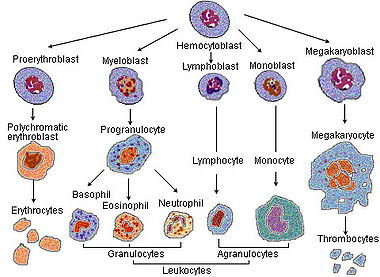 Hemocytoblast
Proerythroblast
Myeloblast
Lymphoblast
Monoblast
Megakaryoblast
Polychromatic
erythroblast
Progranulocyte
Lymphocyte
Monocyte
Megakaryocyte
Basophil
Eosinophil
Neutrophil
Erythrocytes
Thrombocytes
Granulocytes
Agranulocytes
Leukocytes